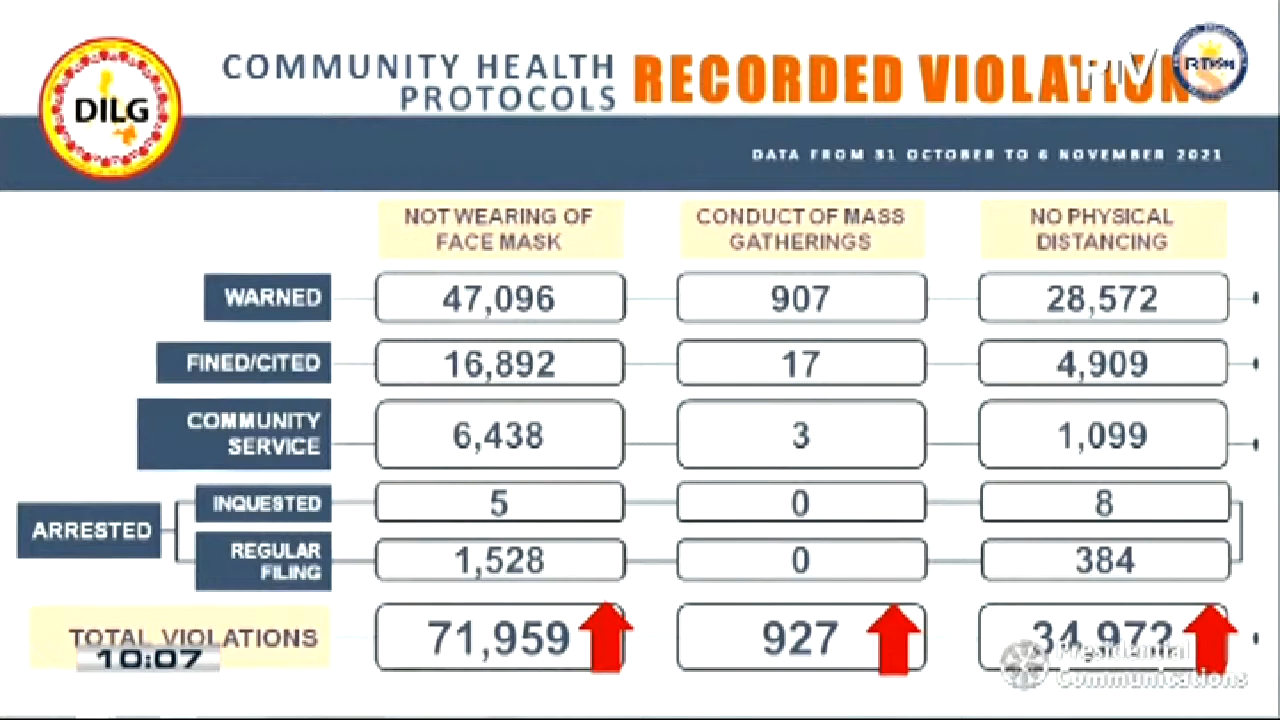 DILG
COMMUNITY HEALTH
PROTOCOLS
RECORDED VIOLATION
DATA FROM 31 OCTOBER TO 6 NOVEMBER 2021
NOT WEARING OF
FACE MASK
CONDUCT OF MASS
GATHERINGS
NO PHYSICAL
DISTANCING
WARNED 47,096 907 28,572
FINED/CITED 16,892 17 4,909
COMMUNITY
SERVICE
6,438 3 1,099
ARRESTED
INQUESTED 5 0 8
REGULAR
FILING
1,528 0 384
TOTAL VIOLATIONS 71,959 927 34,972
10:07
Presidential
Communications